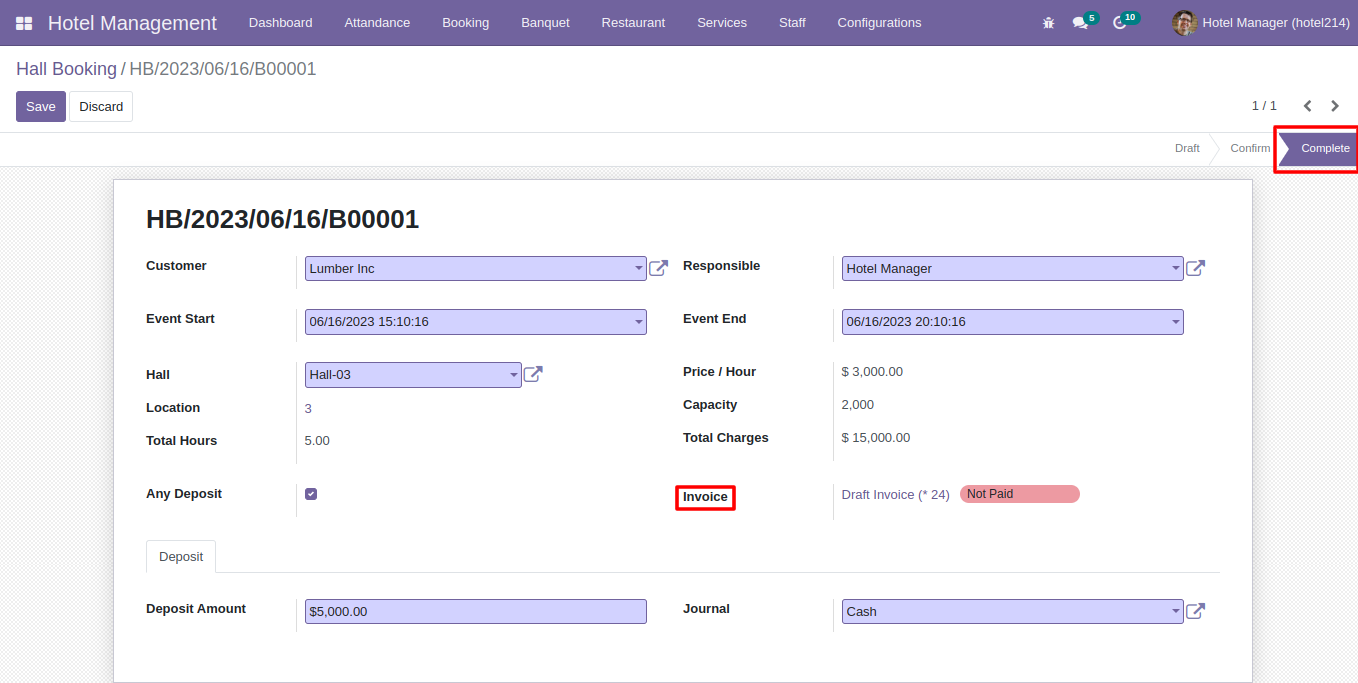 Hotel Management Dashboard Attendance Booking Banquet Restaurant Services Staff Configurations 5 10 Hotel Manager (hotel214)
Hall Booking / HB/2023/06/16/B00001
Save Discard 1 / 1
Draft Confirm Complete
HB/2023/06/16/B00001
Customer Lumber Inc Responsible Hotel Manager
Event Start 06/16/2023 15:10:16 Event End 06/16/2023 20:10:16
Hall Hall-03 Price / Hour $ 3,000.00
Location 3 Capacity 2,000
Total Hours 5.00 Total Charges $ 15,000.00
Any Deposit Invoice Draft Invoice (* 24) Not Paid
Deposit
Deposit Amount $5,000.00 Journal Cash